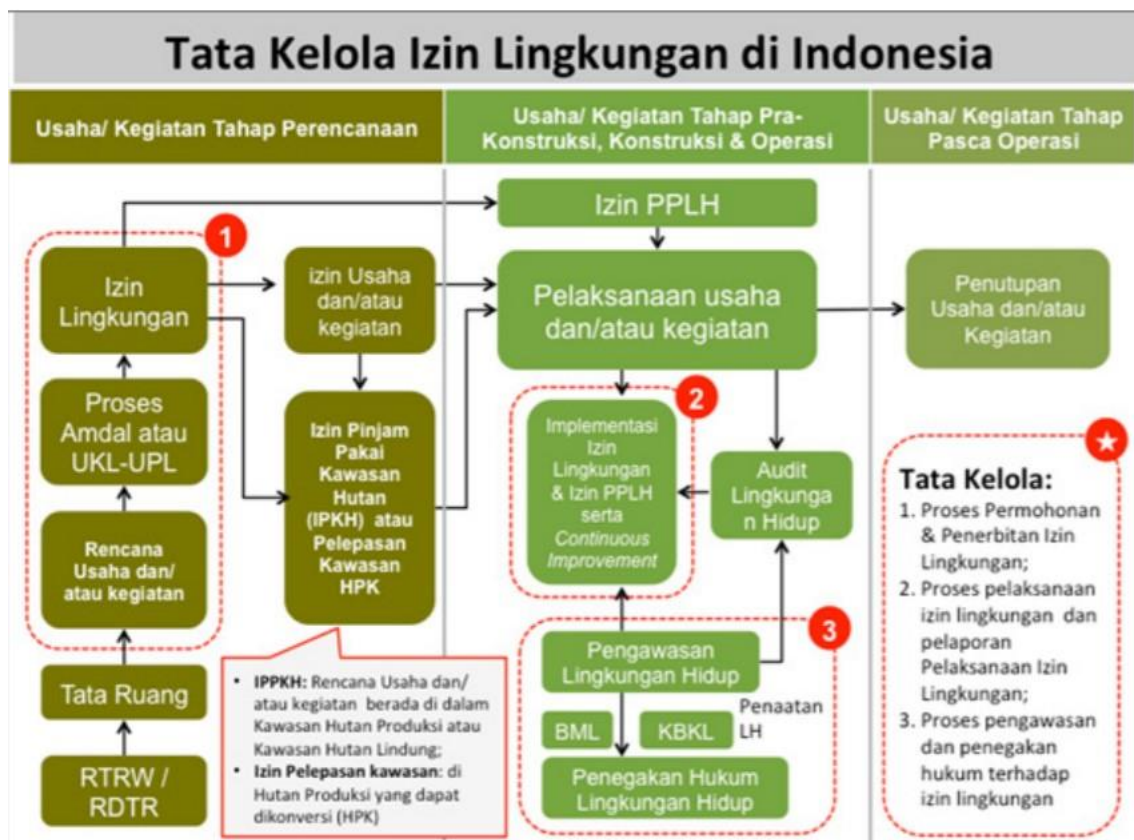 Tata Kelola Izin Lingkungan di Indonesia
Usaha/ Kegiatan Tahap Perencanaan
Usaha/ Kegiatan Tahap Pra-
Konstruksi, Konstruksi & Operasi
Usaha/ Kegiatan Tahap
Pasca Operasi
1
Izin
Lingkungan
Proses
Amdal atau
UKL-UPL
Rencana
Usaha dan/
atau kegiatan
Tata Ruang
RTRW /
RDTR
izin Usaha
dan/atau
kegiatan
Izin Pinjam
Pakai
Kawasan
Hutan
(IPKH) atau
Pelepasan
Kawasan
HPK
• IPPKH: Rencana Usaha dan/
atau kegiatan berada di dalam
Kawasan Hutan Produksi atau
Kawasan Hutan Lindung;
• Izin Pelepasan kawasan: di
Hutan Produksi yang dapat
dikonversi (HPK)
Izin PPLH
Pelaksanaan usaha
dan/atau kegiatan
2
Implementasi
Izin
Lingkungan
& Izin PPLH
serta
Continuous
Improvement
Audit
Lingkunga
n Hidup
3
Pengawasan
Lingkungan Hidup
BML
KBKL
Penaatan
LH
Penegakan Hukum
Lingkungan Hidup
Penutupan
Usaha dan/atau
Kegiatan
Tata Kelola:
1. Proses Permohonan
& Penerbitan Izin
Lingkungan;
2. Proses pelaksanaan
izin lingkungan dan
pelaporan
Pelaksanaan Izin
Lingkungan;
3. Proses pengawasan
dan penegakan
hukum terhadap
izin lingkungan